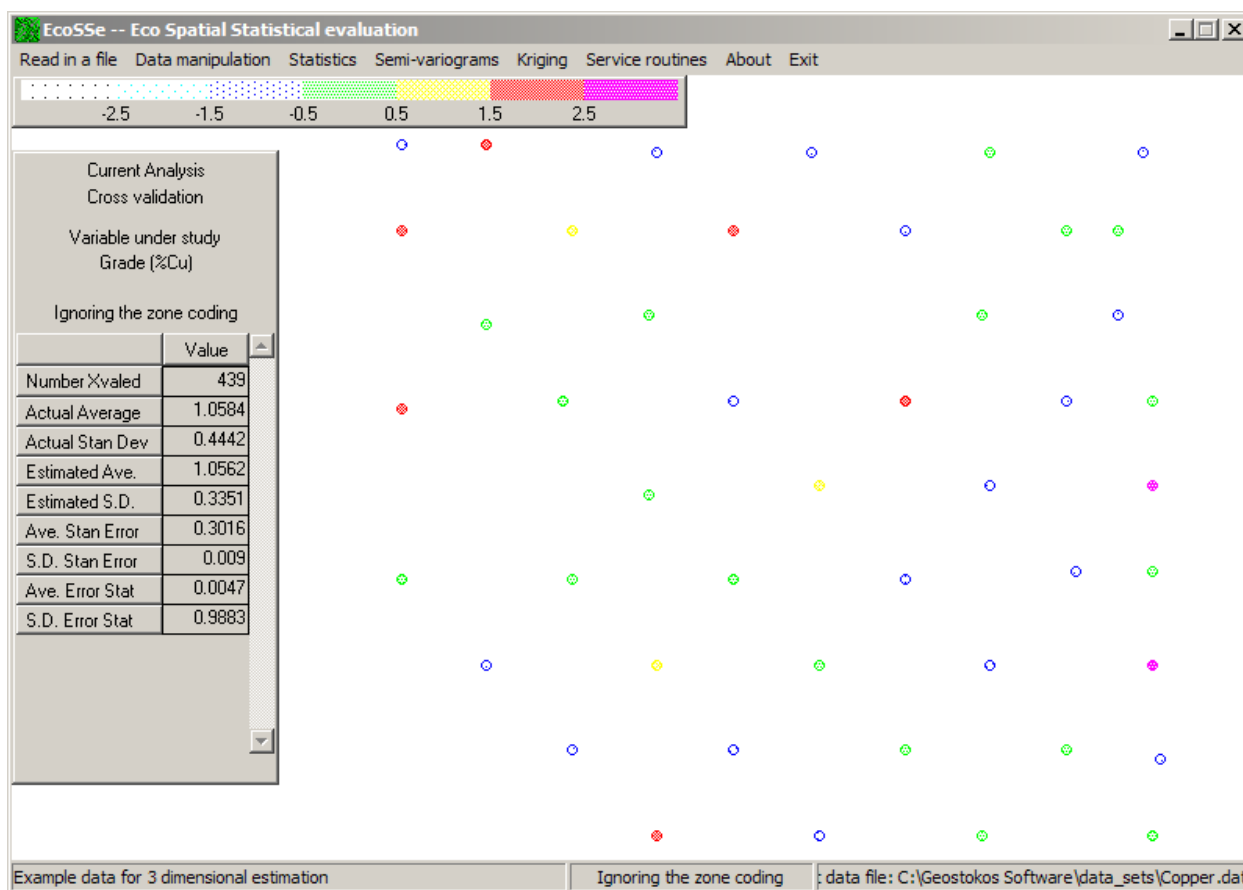 EcoSSe -- Eco Spatial Statistical evaluation
Read in a file Data manipulation Statistics Semi-variograms Kriging Service routines About Exit
-2.5 -1.5 -0.5 0.5 1.5 2.5
Current Analysis
Cross validation
Variable under study
Grade (%Cu)
Ignoring the zone coding
Value
Number Xvaled 439
Actual Average 1.0584
Actual Stan Dev 0.4442
Estimated Ave. 1.0562
Estimated S.D. 0.3351
Ave. Stan Error 0.3016
S.D. Stan Error 0.009
Ave. Error Stat 0.0047
S.D. Error Stat 0.9883
Example data for 3 dimensional estimation Ignoring the zone coding : data file: C:\Geostokos Software\data_sets\Copper.dat